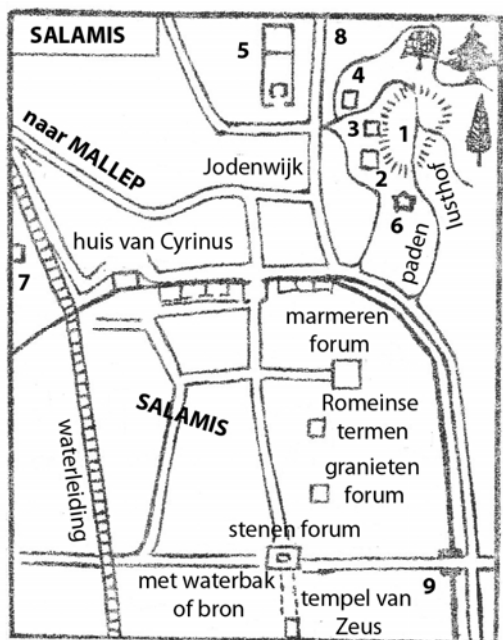 SALAMIS
5
8
4
naar MALLEP
3
1
Jodenwijk
2
lusthof
6
huis van Cyrinus
paden
7
marmeren
forum
SALAMIS
Romeinse
termen
waterleiding
granieten
forum
stenen forum
met waterbak
of bron
tempel van
Zeus
9